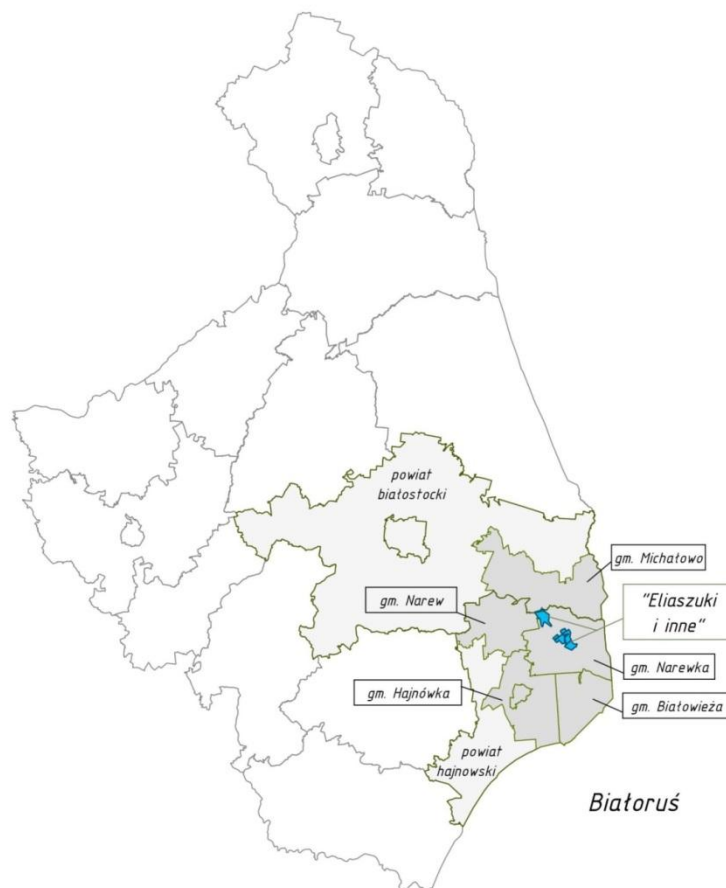 powiat
białostocki
gm. Michałowo
gm. Narew
"Eliaszuki
i inne"
gm. Narewka
gm. Hajnówka
gm. Białowieża
powiat
hajnowski
Białoruś